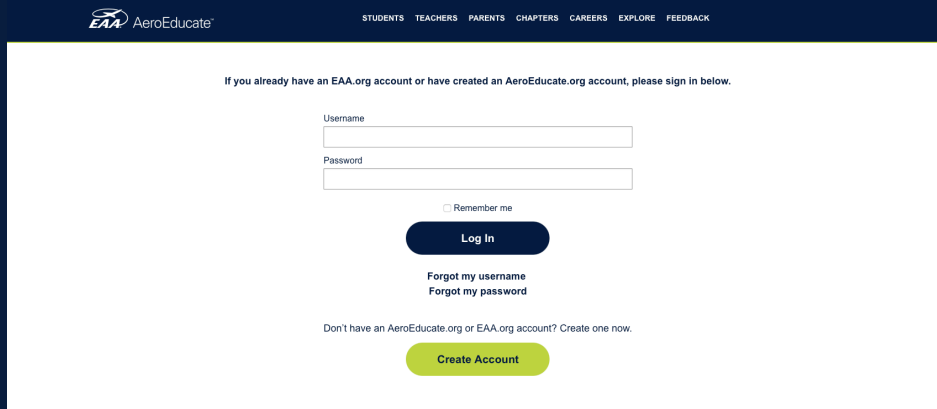 EAA AeroEducate™ STUDENTS TEACHERS PARENTS CHAPTERS CAREERS EXPLORE FEEDBACK
If you already have an EAA.org account or have created an AeroEducate.org account, please sign in below.
Username
Password
Remember me
Log In
Forgot my username
Forgot my password
Don't have an AeroEducate.org or EAA.org account? Create one now.
Create Account